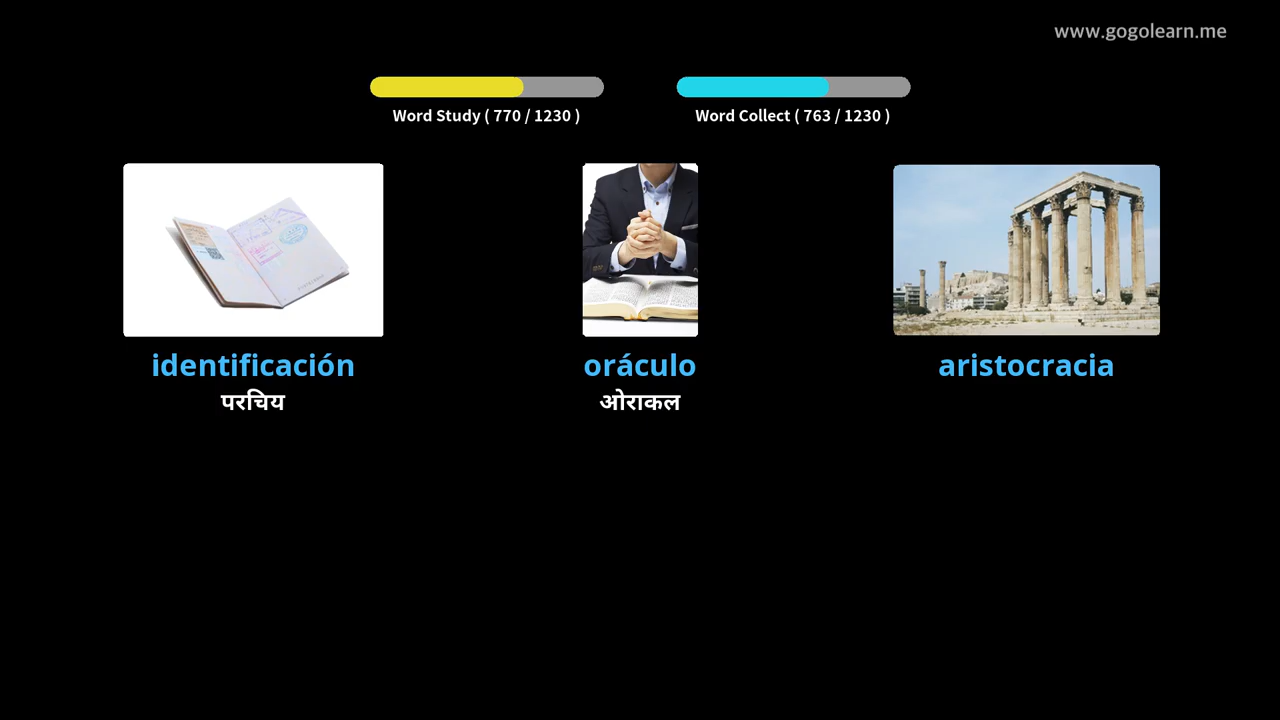 www.gogolearn.me
Word Study ( 770 / 1230 )
Word Collect ( 763 / 1230 )
identificación
oráculo
aristocracia
परिचय
ओराकल